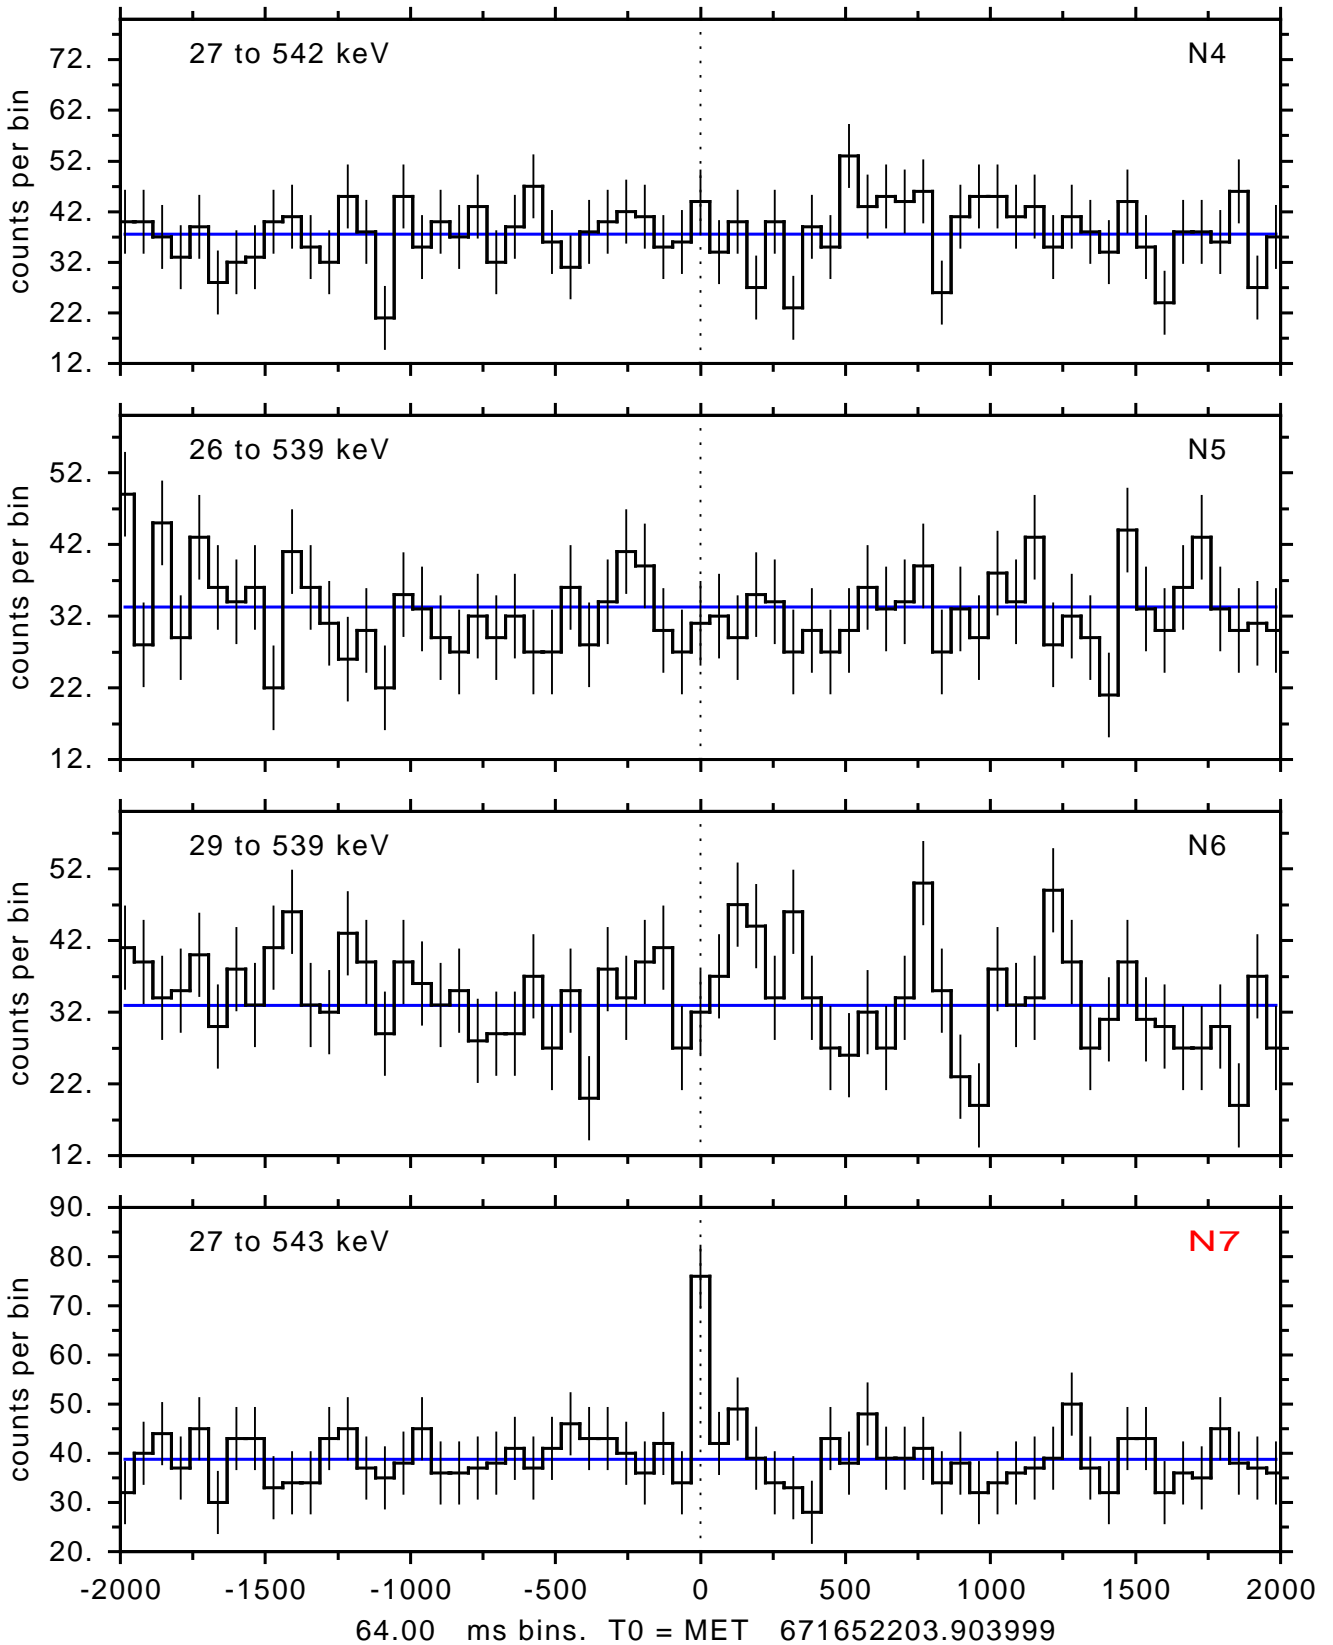 27 to 542 keV N4
72.
62.
52.
42.
32.
22.
12.
counts per bin
26 to 539 keV N5
52.
42.
32.
22.
12.
counts per bin
29 to 539 keV N6
52.
42.
32.
22.
12.
counts per bin
27 to 543 keV N7
90.
80.
70.
60.
50.
40.
30.
20.
counts per bin
-2000 -1500 -1000 -500 0 500 1000 1500 2000
64.00 ms bins. T0 = MET 671652203.903999